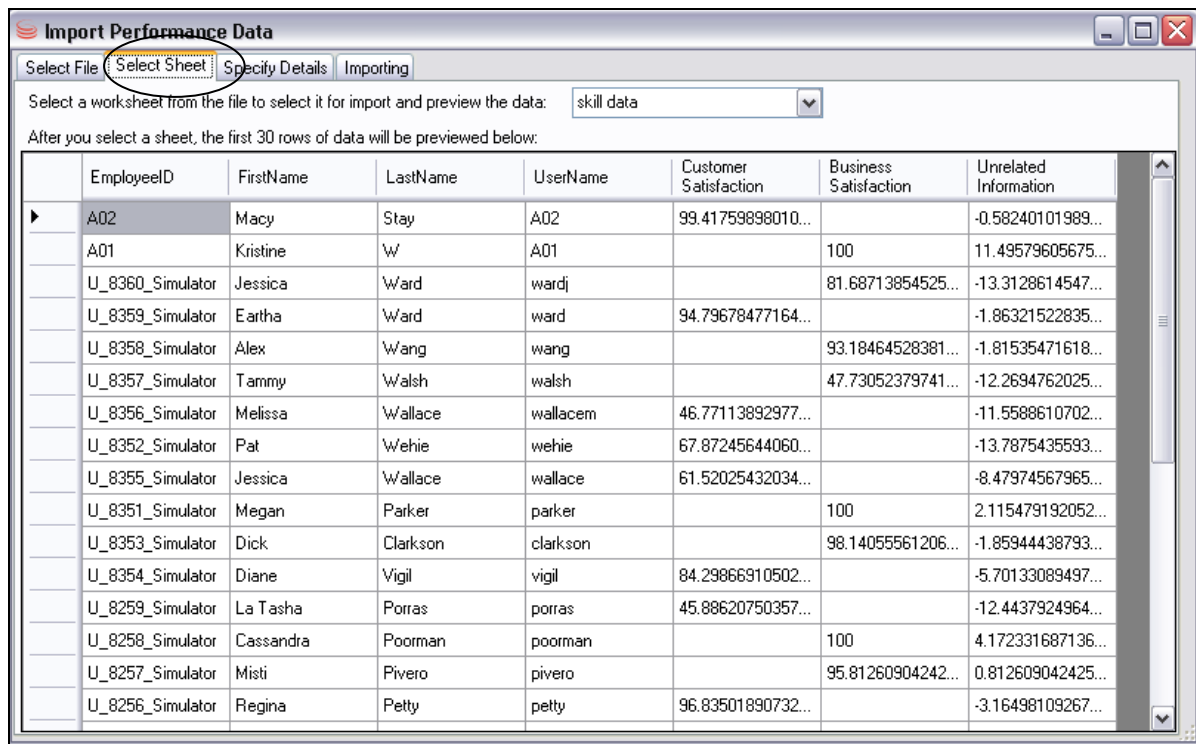 Import Performance Data
Select File Select Sheet Specify Details Importing
Select a worksheet from the file to select it for import and preview the data: skill data
After you select a sheet, the first 30 rows of data will be previewed below:
EmployeeID FirstName LastName UserName Customer Satisfaction Business Satisfaction Unrelated Information
A02 Macy Stay A02 99.41759898010... -0.58240101989...
A01 Kristine W A01 100 11.49579605675...
U_8360_Simulator Jessica Ward wardj 81.68713854525... -13.3128614547...
U_8359_Simulator Eartha Ward ward 94.79678477164... -1.86321522835...
U_8358_Simulator Alex Wang wang 93.18464528381... -1.81535471618...
U_8357_Simulator Tammy Walsh walsh 47.73052379741... -12.2694762025...
U_8356_Simulator Melissa Wallace wallacem 46.77113892977... -11.5588610702...
U_8352_Simulator Pat Wehie wehie 67.87245644060... -13.7875435593...
U_8355_Simulator Jessica Wallace wallace 61.52025432034... -8.47974567965...
U_8351_Simulator Megan Parker parker 100 2.115479192052...
U_8353_Simulator Dick Clarkson clarkson 98.14055561206... -1.85944438793...
U_8354_Simulator Diane Vigil vigil 84.29866910502... -5.70133089497...
U_8259_Simulator La Tasha Porras porras 45.88620750357... -12.4437924964...
U_8258_Simulator Cassandra Poorman poorman 100 4.172331687136...
U_8257_Simulator Misti Pivero pivero 95.81260904242... 0.812609042425...
U_8256_Simulator Regina Petty petty 96.83501890732... -3.16498109267...